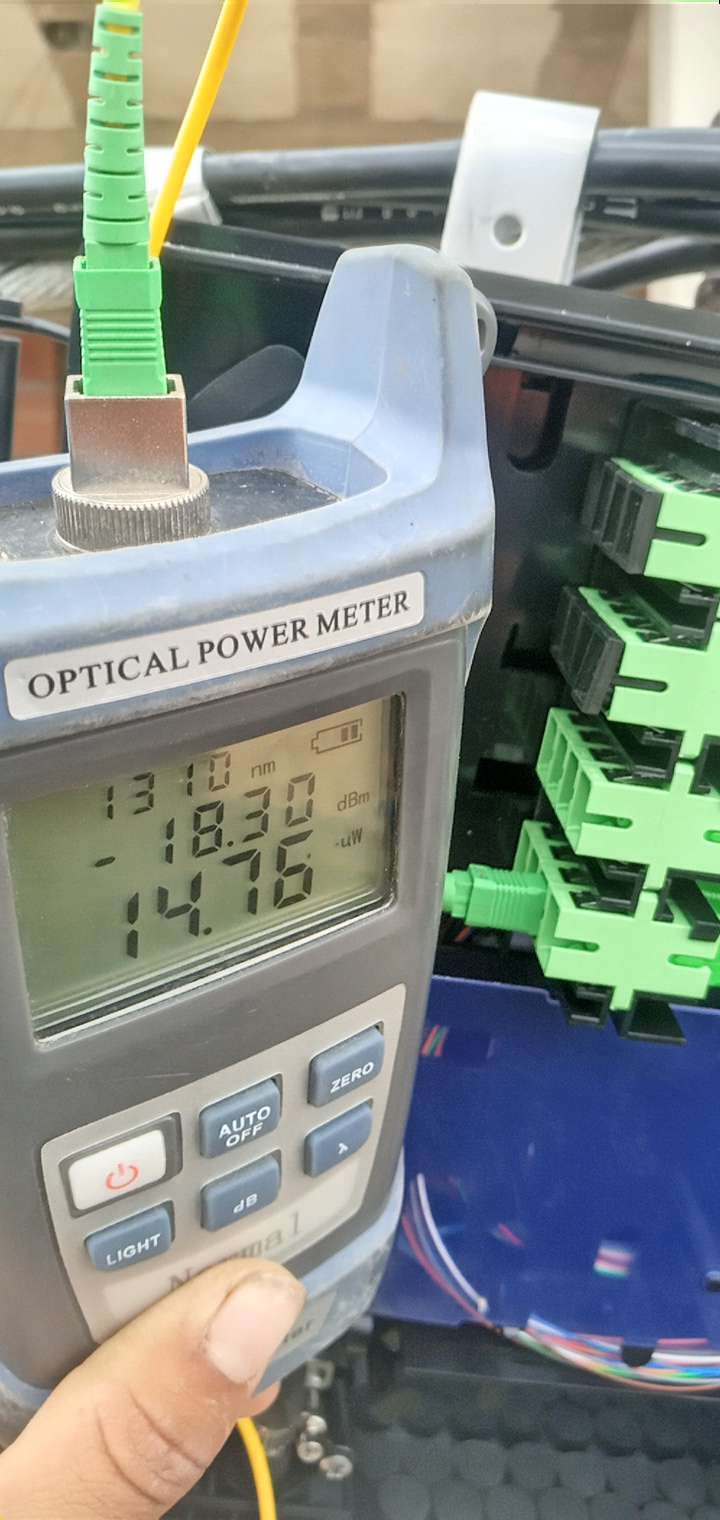 OPTICAL POWER METER
1310 nm
-18.30 dBm
14.76 uW
ZERO
AUTO OFF
λ
dB
LIGHT